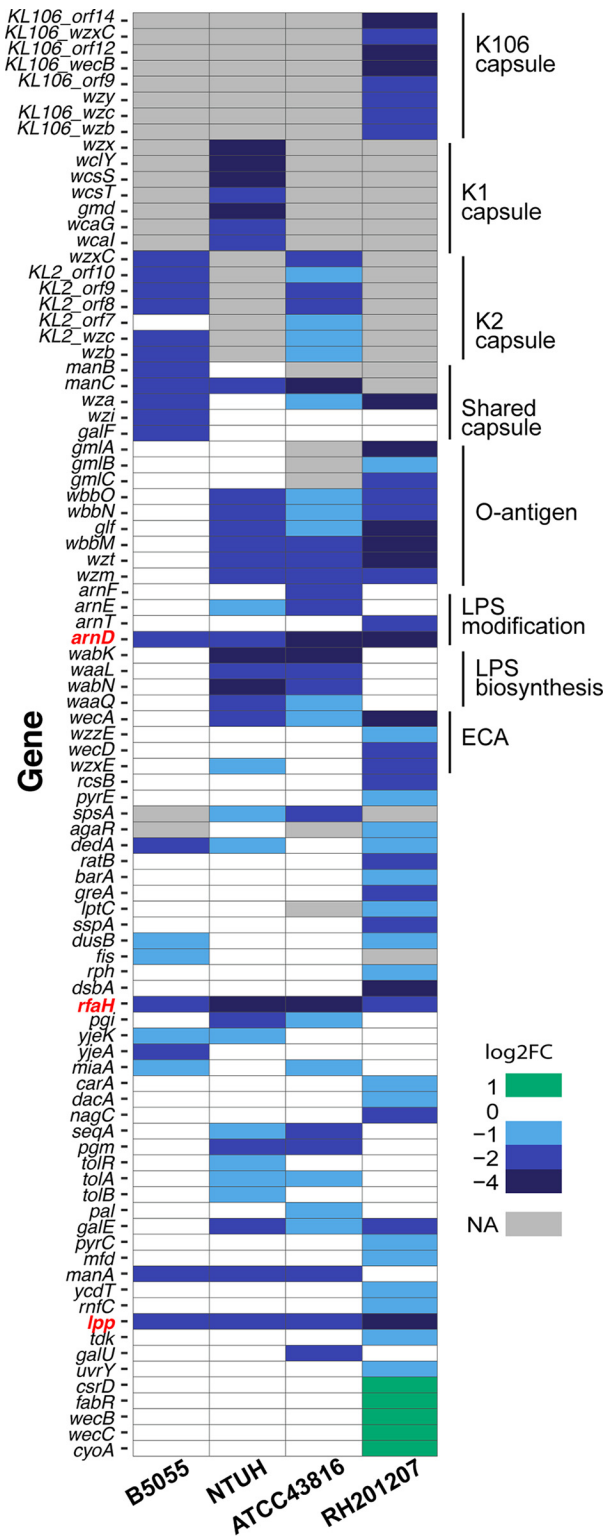 KL106_orf14
KL106_wzxC
KL106_orf12
KL106_wecB
KL106_orf9
wzy
KL106_wzc
KL106_wzb
wzx
wclY
wcsS
wcsT
gmd
wcaG
wcaI
wzxC
KL2_orf10
KL2_orf9
KL2_orf8
KL2_orf7
KL2_wzc
wzb
manB
manC
wza
wzi
galF
gmlA
gmlB
gmlC
wbbO
wbbN
glf
wbbM
wzt
wzm
arnF
arnE
arnT
arnD
wabK
waaL
wabN
waaQ
wecA
wzzE
wecD
wzxE
rcsB
pyrE
spsA
agaR
dedA
ratB
barA
greA
lptC
sspA
dusB
fis
rph
dsbA
rfaH
pgi
yjeK
yjeA
miaA
carA
dacA
nagC
seqA
pgm
tolR
tolA
tolB
pal
galE
pyrC
mfd
manA
ycdT
rnfC
lpp
tdk
galU
uvrY
csrD
fabR
wecB
wecC
cyoA
Gene
K106
capsule
K1
capsule
K2
capsule
Shared
capsule
O-antigen
LPS
modification
LPS
biosynthesis
ECA
log2FC
1
0
−1
−2
−4
NA
B5055
NTUH
ATCC43816
RH201207